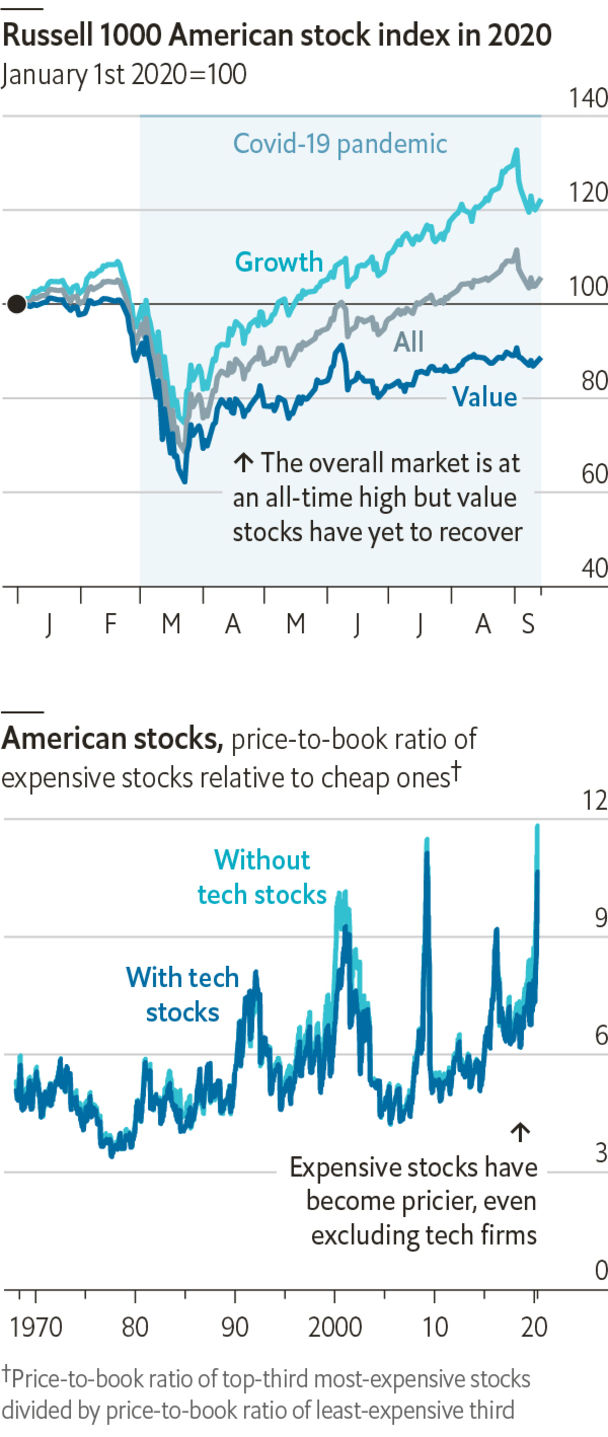 Russell 1000 American stock index in 2020
January 1st 2020=100
140
Covid-19 pandemic
120
Growth
100
All
80
Value
↑ The overall market is at
an all-time high but value
stocks have yet to recover
60
40
J F M A M J J A S
American stocks, price-to-book ratio of
expensive stocks relative to cheap ones†
12
Without
tech stocks
9
With tech
stocks
6
↑
Expensive stocks have
become pricier, even
excluding tech firms
3
0
1970 80 90 2000 10 20
†Price-to-book ratio of top-third most-expensive stocks
divided by price-to-book ratio of least-expensive third